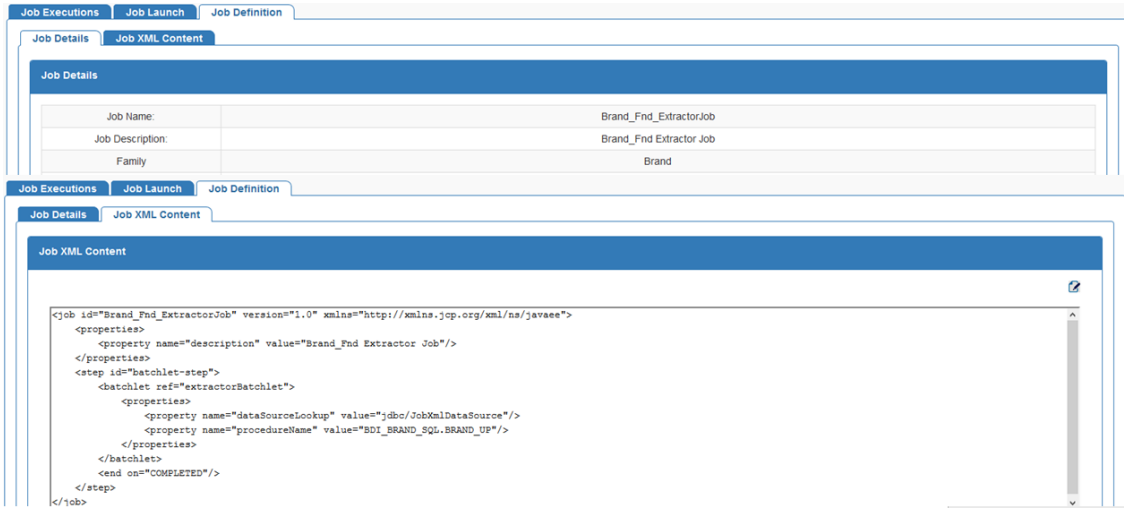 Job Executions Job Launch Job Definition
Job Details Job XML Content
Job Details
Job Name: Brand_Fnd_ExtractorJob
Job Description: Brand_Fnd Extractor Job
Family Brand
Job Executions Job Launch Job Definition
Job Details Job XML Content
Job XML Content
<job id="Brand_Fnd_ExtractorJob" version="1.0" xmlns="http://xmlns.jcp.org/xml/ns/javaee">
<properties>
<property name="description" value="Brand_Fnd Extractor Job"/>
</properties>
<step id="batchlet-step">
<batchlet ref="extractorBatchlet">
<properties>
<property name="dataSourceLookup" value="jdbc/JobXmlDataSource"/>
<property name="procedureName" value="BDI_BRAND_SQL.BRAND_UP"/>
</properties>
</batchlet>
<end on="COMPLETED"/>
</step>
</job>